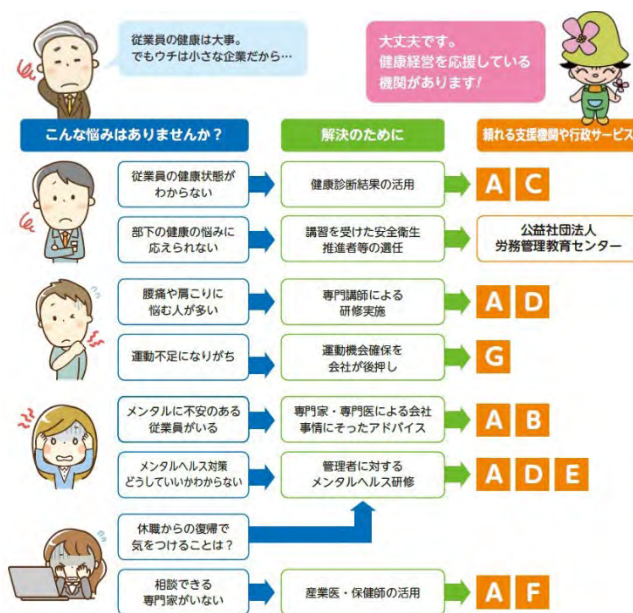 従業員の健康は大事。
でもウチは小さな企業だから…
大丈夫です。
健康経営を応援している
機関があります!
こんな悩みはありませんか？
解決のために
頼れる支援機関や行政サービス
従業員の健康状態が
わからない
健康診断結果の活用
A C
部下の健康の悩みに
応えられない
講習を受けた安全衛生
推進者等の選任
公益社団法人
労務管理教育センター
腰痛や肩こりに
悩む人が多い
専門講師による
研修実施
A D
運動不足になりがち
運動機会確保を
会社が後押し
G
メンタルに不安のある
従業員がいる
専門家・専門医による会社
事情にそったアドバイス
A B
メンタルヘルス対策
どうしていいかわからない
管理者に対する
メンタルヘルス研修
A D E
休職からの復帰で
気をつけることは？
相談できる
専門家がいない
産業医・保健師の活用
A F